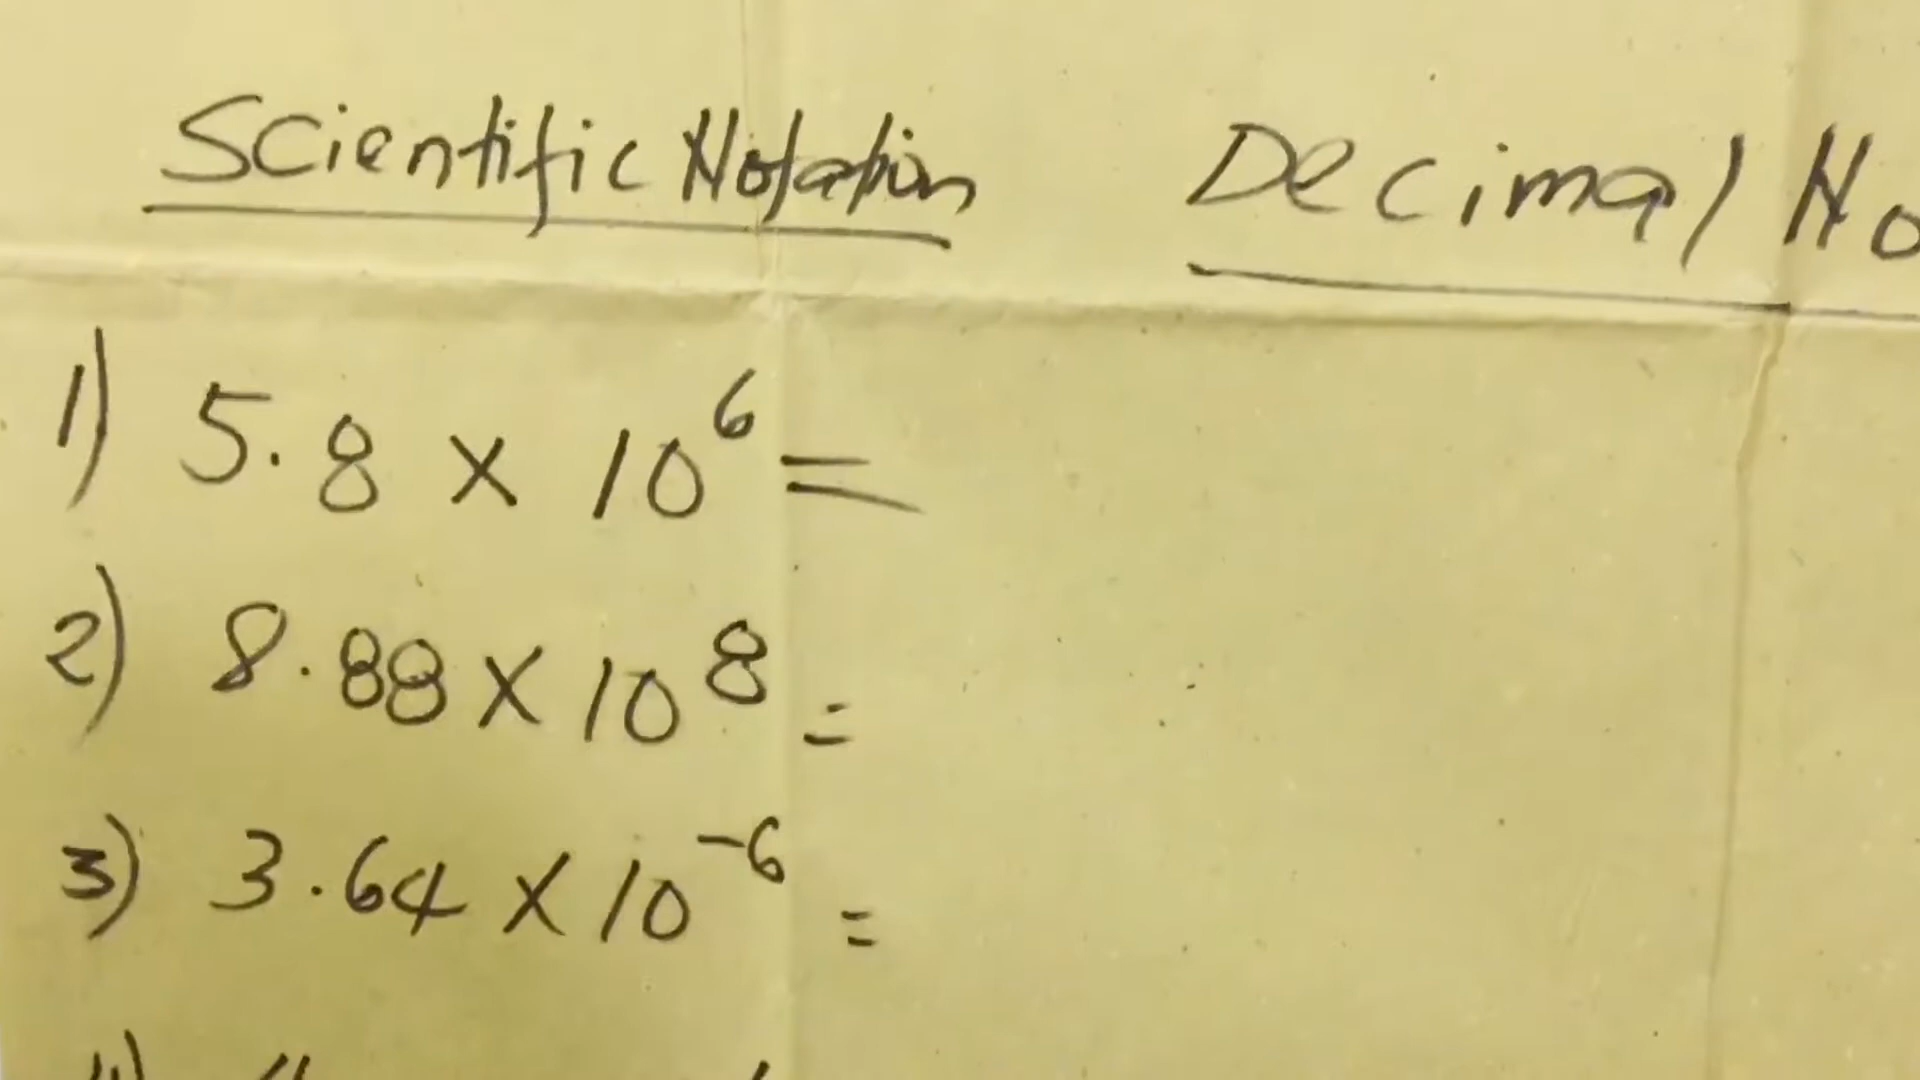 Scientific Notation Decimal No
1) 5.8 × 10⁶ =
2) 8.88 × 10⁸ =
3) 3.64 × 10⁻⁶ =